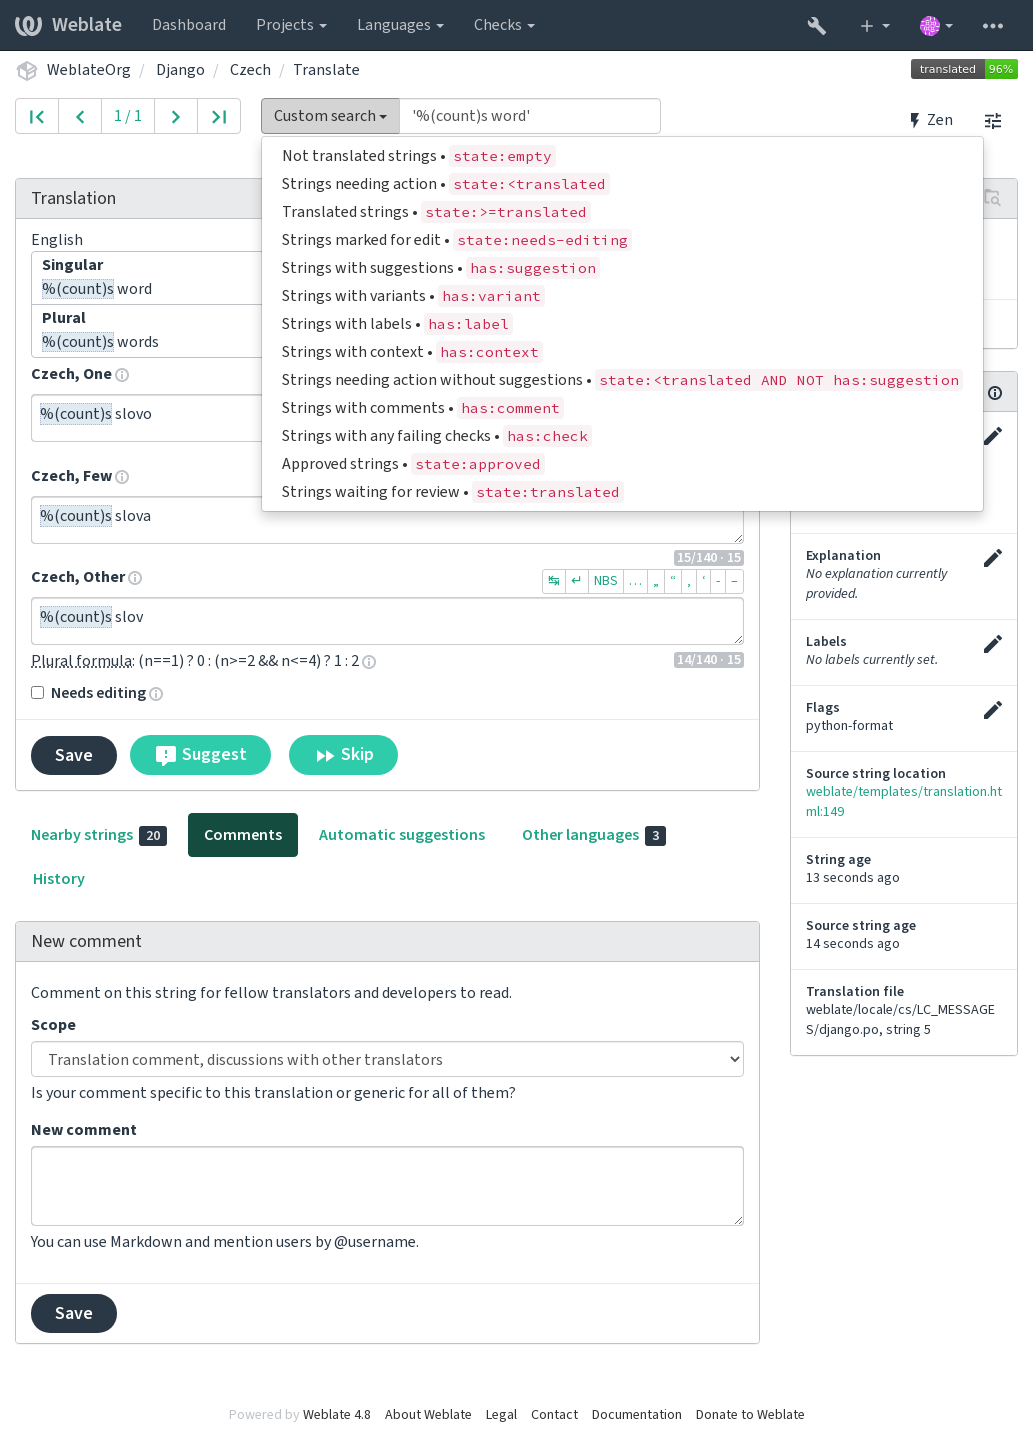 Weblate Dashboard Projects Languages Checks
WeblateOrg / Django / Czech / Translate
translated 96%
1 / 1
Custom search '%(count)s word'
Zen
Not translated strings • state:empty
Strings needing action • state:<translated
Translated strings • state:>=translated
Strings marked for edit • state:needs-editing
Strings with suggestions • has:suggestion
Strings with variants • has:variant
Strings with labels • has:label
Strings with context • has:context
Strings needing action without suggestions • state:<translated AND NOT has:suggestion
Strings with comments • has:comment
Strings with any failing checks • has:check
Approved strings • state:approved
Strings waiting for review • state:translated
Translation
English
Singular
%(count)s word
Plural
%(count)s words
Czech, One
%(count)s slovo
Czech, Few
%(count)s slova
15/140 · 15
Czech, Other
↹ ↵ NBS … „ “ ‚ ‘ - –
%(count)s slov
Plural formula: (n==1) ? 0 : (n>=2 && n<=4) ? 1 : 2
14/140 · 15
Needs editing
Save Suggest Skip
Explanation
No explanation currently
provided.
Labels
No labels currently set.
Flags
python-format
Source string location
weblate/templates/translation.ht
ml:149
String age
13 seconds ago
Source string age
14 seconds ago
Translation file
weblate/locale/cs/LC_MESSAGE
S/django.po, string 5
Nearby strings 20 Comments Automatic suggestions Other languages 3
History
New comment
Comment on this string for fellow translators and developers to read.
Scope
Translation comment, discussions with other translators
Is your comment specific to this translation or generic for all of them?
New comment
You can use Markdown and mention users by @username.
Save
Powered by Weblate 4.8 About Weblate Legal Contact Documentation Donate to Weblate